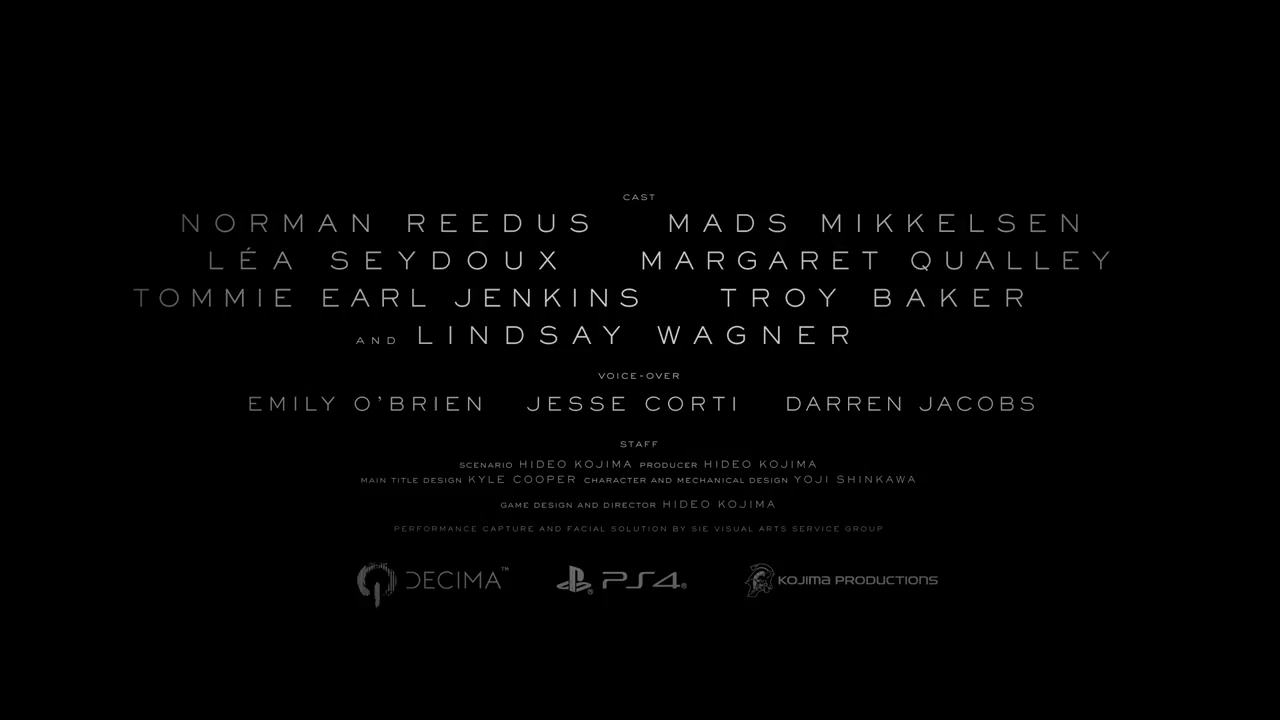 CAST
NORMAN REEDUS MADS MIKKELSEN
LÉA SEYDOUX MARGARET QUALLEY
TOMMIE EARL JENKINS TROY BAKER
AND LINDSAY WAGNER
VOICE-OVER
EMILY O'BRIEN JESSE CORTI DARREN JACOBS
STAFF
SCENARIO HIDEO KOJIMA PRODUCER HIDEO KOJIMA
MAIN TITLE DESIGN KYLE COOPER CHARACTER AND MECHANICAL DESIGN YOJI SHINKAWA
GAME DESIGN AND DIRECTOR HIDEO KOJIMA
PERFORMANCE CAPTURE AND FACIAL SOLUTION BY SIE VISUAL ARTS SERVICE GROUP
DECIMA™ PS4® KOJIMA PRODUCTIONS